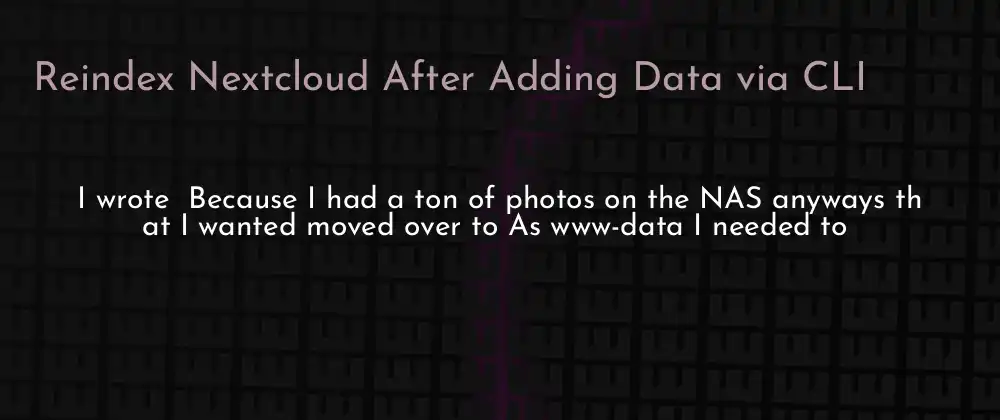 Reindex Nextcloud After Adding Data via CLI
I wrote  Because I had a ton of photos on the NAS anyways th
at I wanted moved over to As www-data I needed to